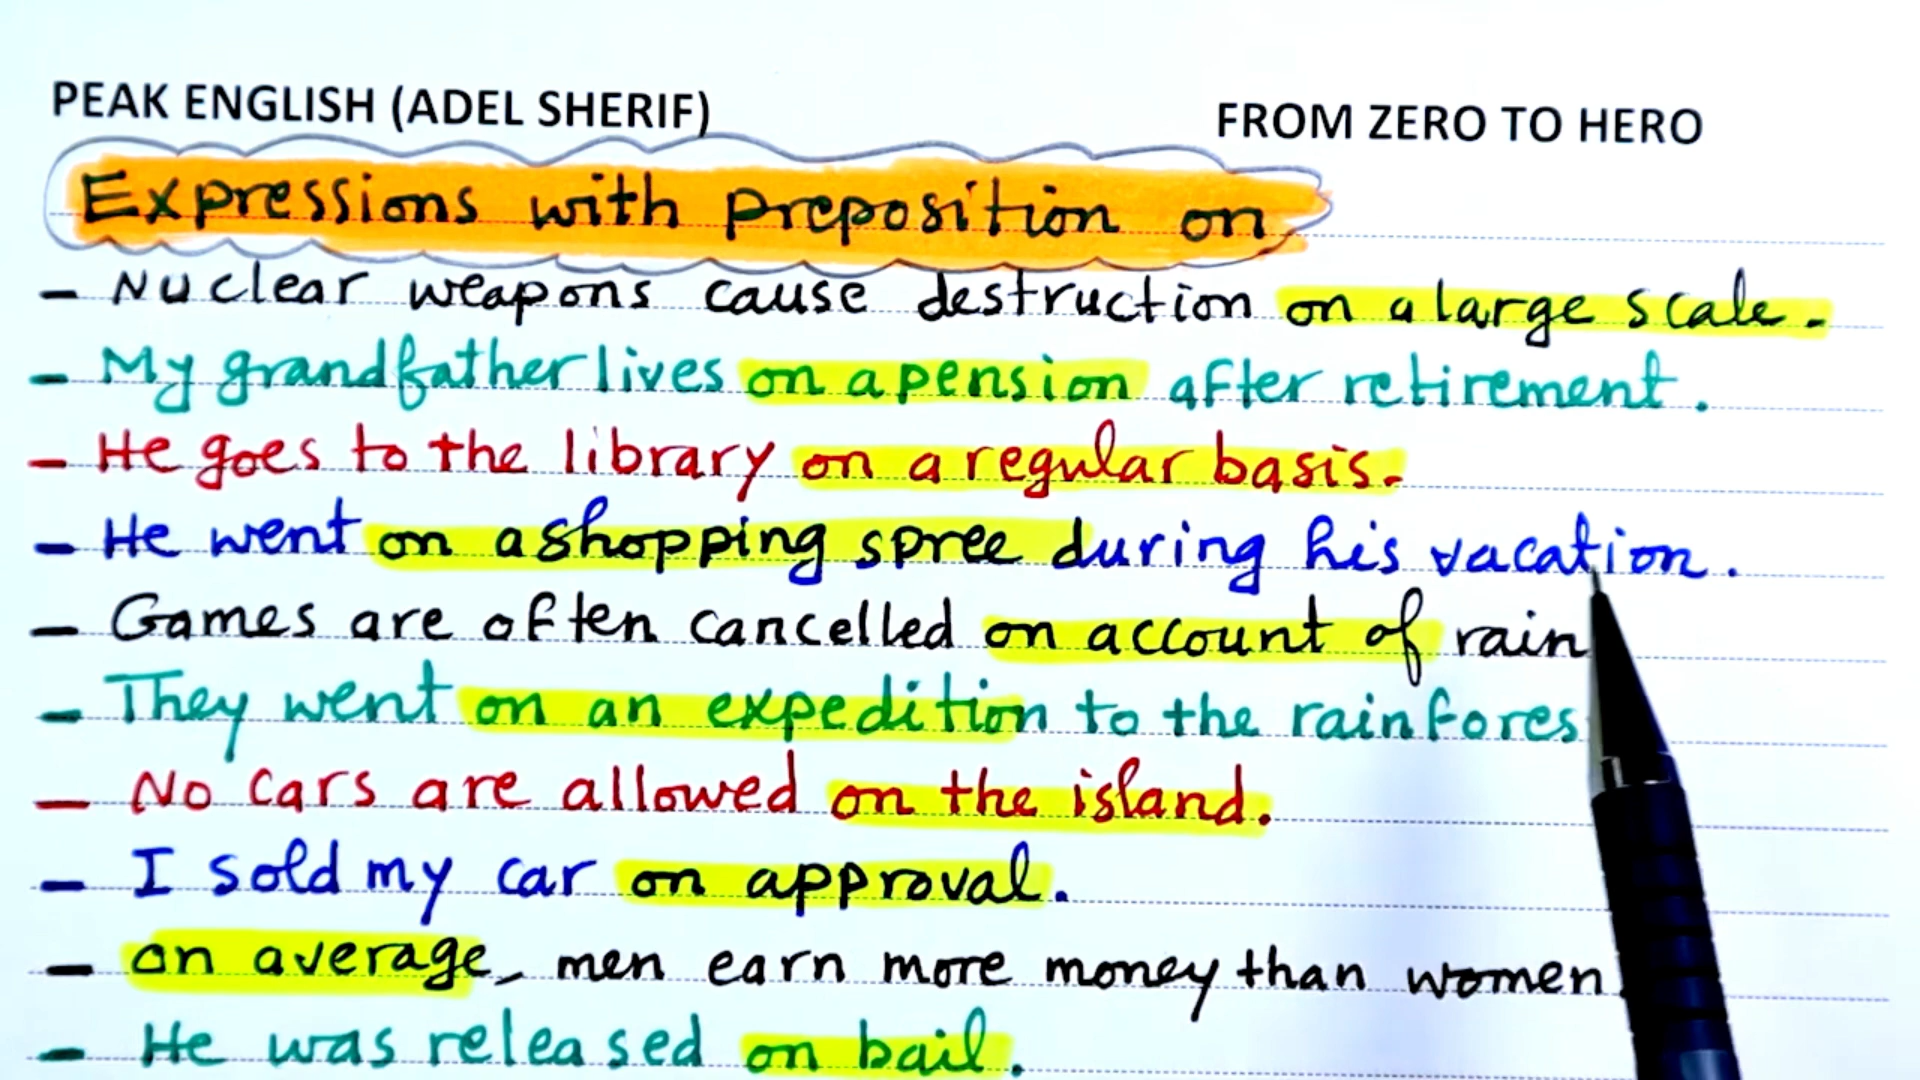 PEAK ENGLISH (ADEL SHERIF) FROM ZERO TO HERO
Expressions with preposition on
- Nuclear weapons cause destruction on a large scale.
- My grandfather lives on a pension after retirement.
- He goes to the library on a regular basis.
- He went on a shopping spree during his vacation.
- Games are often cancelled on account of rain
- They went on an expedition to the rainfores
- No cars are allowed on the island.
- I sold my car on approval.
- on average, men earn more money than women
- He was released on bail.